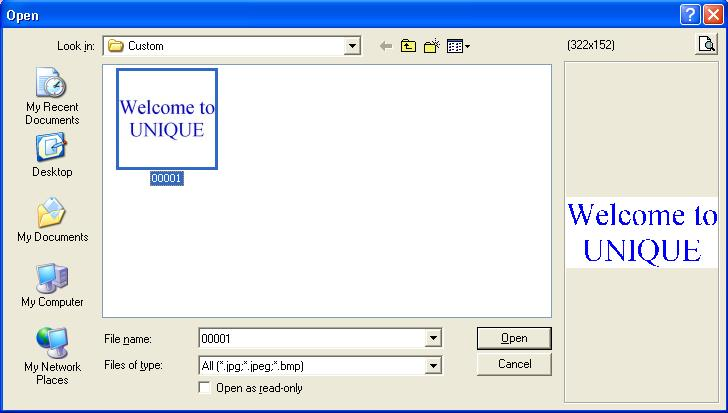 Open
Look in: Custom (322x152)
My Recent
Documents
Desktop
My Documents
My Computer
My Network
Places
Welcome to
UNIQUE
00001
Welcome to
UNIQUE
File name: 00001 Open
Files of type: All (*.jpg;*.jpeg;*.bmp) Cancel
Open as read-only